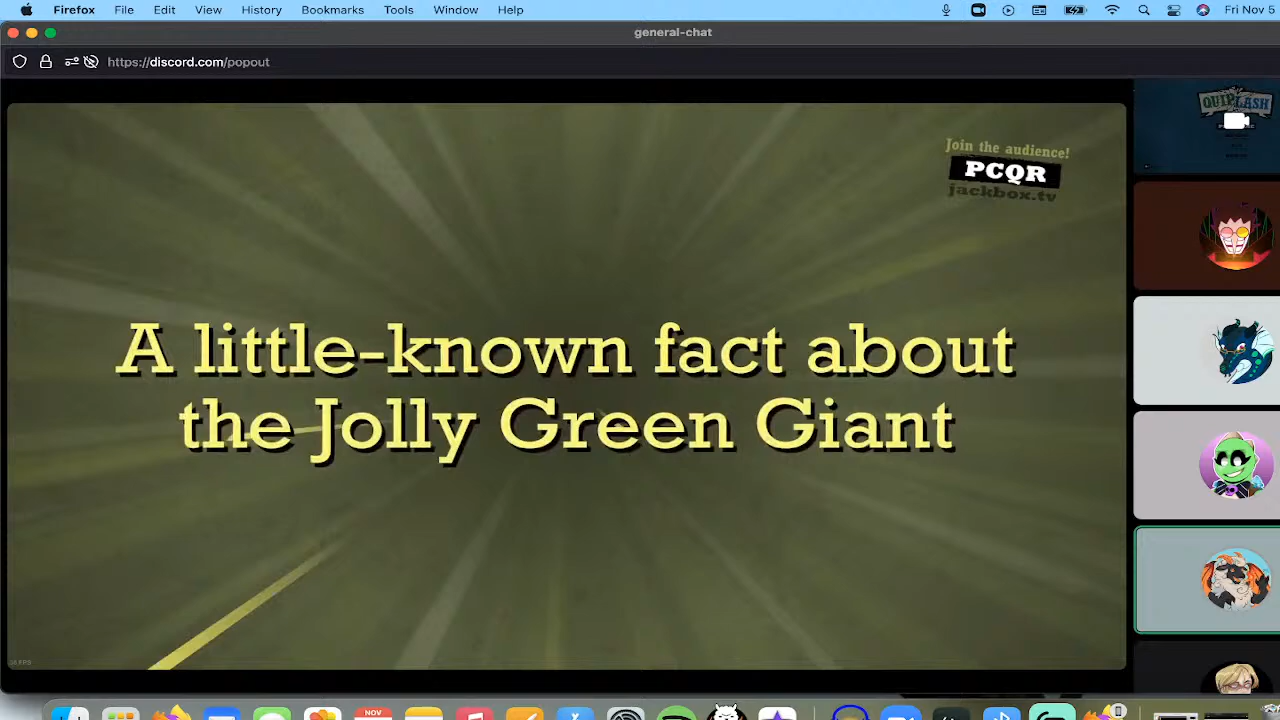 Firefox File Edit View History Bookmarks Tools Window Help Fri Nov 5
general-chat
https://discord.com/popout
QUIPLASH
Join the audience!
PCQR
jackbox.tv
A little-known fact about
the Jolly Green Giant
NOV